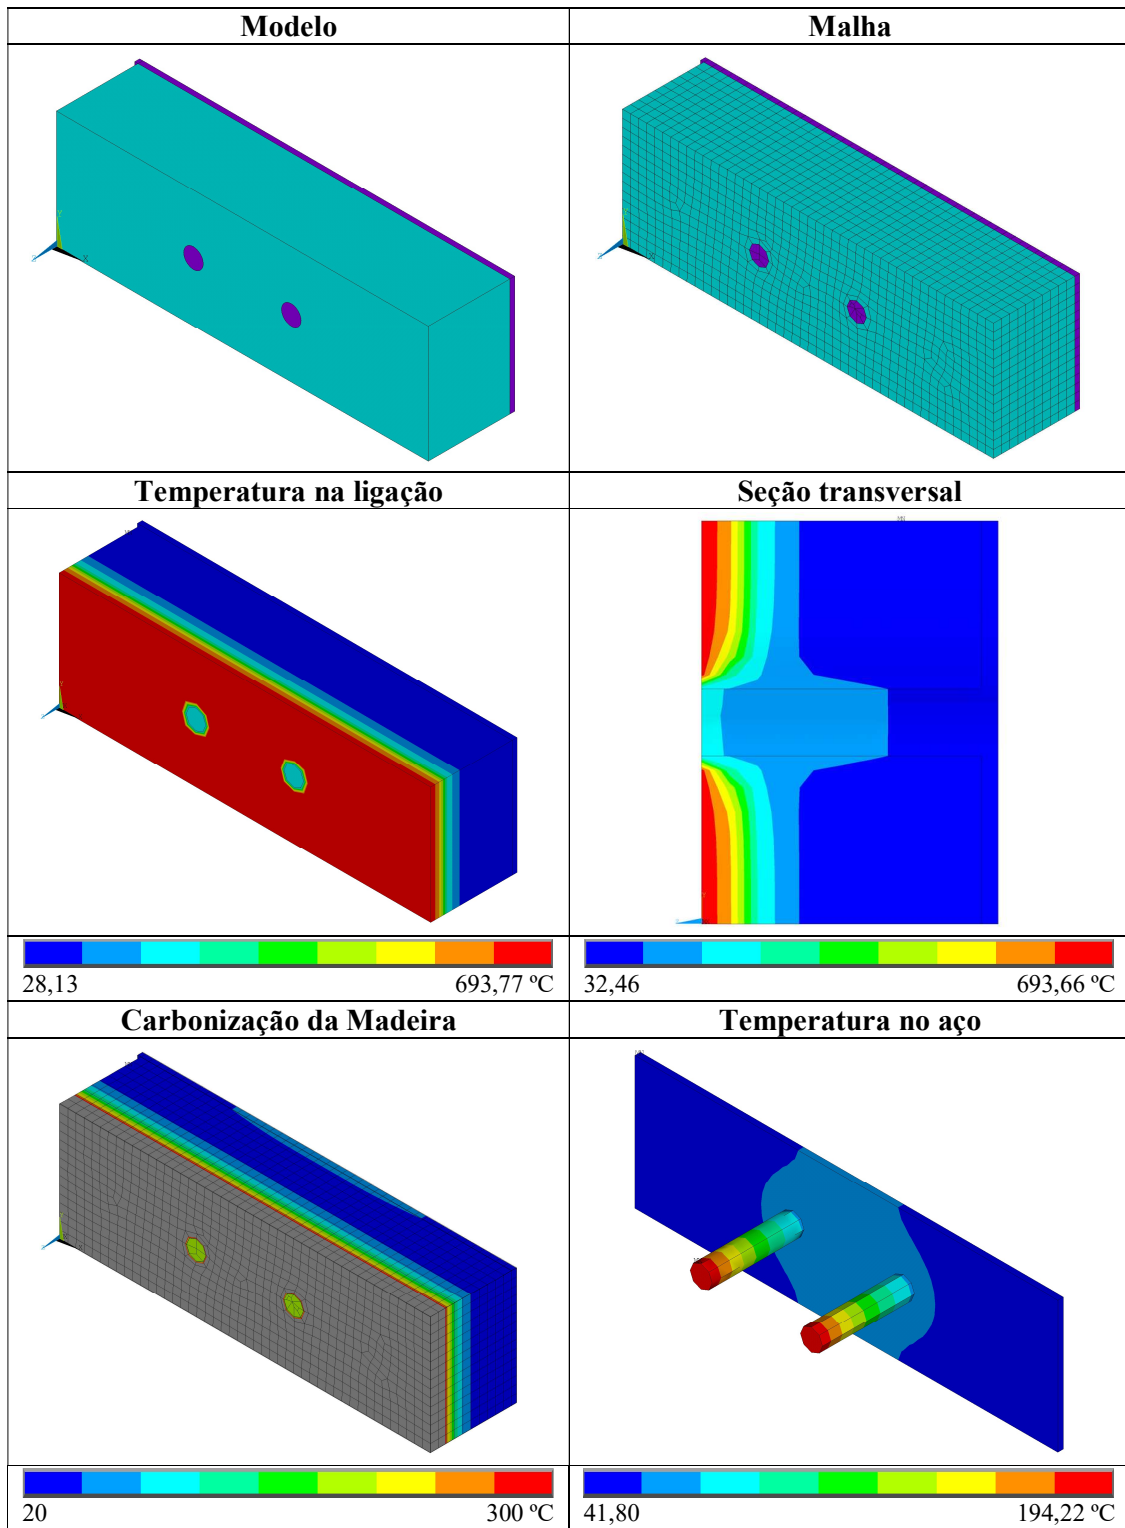 Modelo
Malha
Temperatura na ligação
Seção transversal
28,13
693,77 ºC
32,46
693,66 ºC
Carbonização da Madeira
Temperatura no aço
20
300 ºC
41,80
194,22 ºC